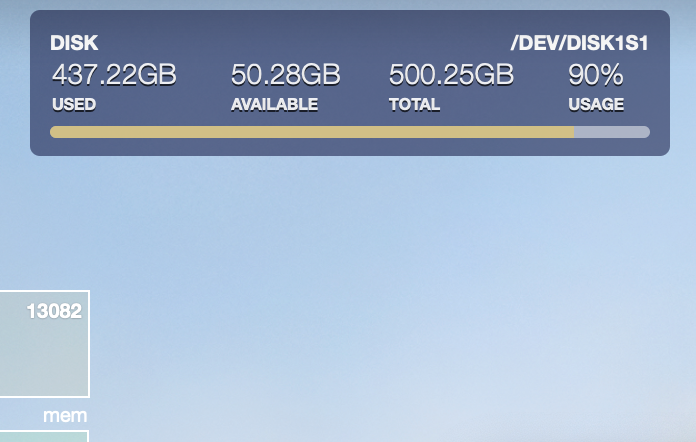 DISK /DEV/DISK1S1
437.22GB 50.28GB 500.25GB 90%
USED AVAILABLE TOTAL USAGE
13082
mem